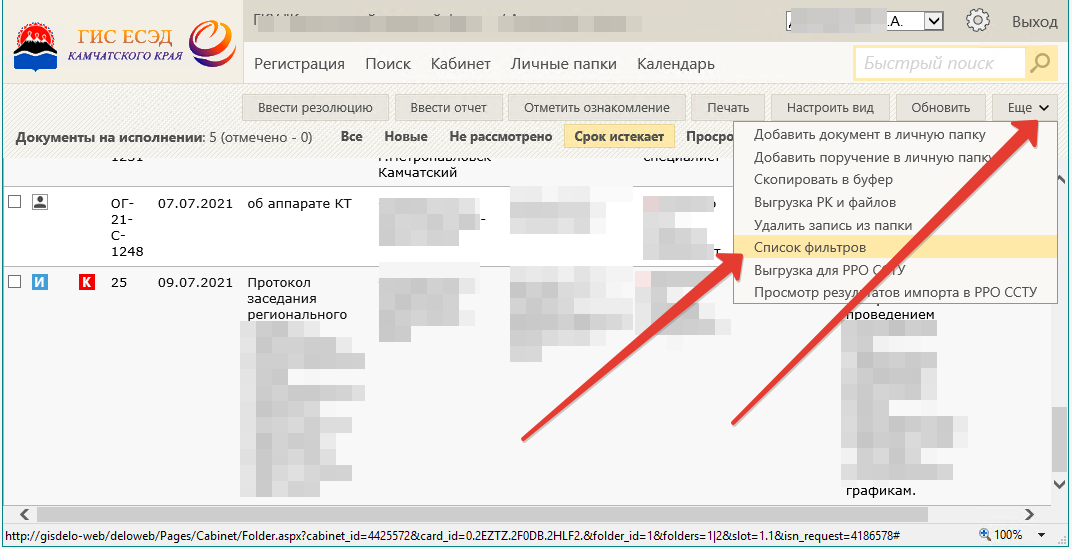 ГИС ЕСЭД
КАМЧАТСКОГО КРАЯ
.А.
Выход
Регистрация Поиск Кабинет Личные папки Календарь
Быстрый поиск
Ввести резолюцию Ввести отчет Отметить ознакомление Печать Настроить вид Обновить Еще
Документы на исполнении: 5 (отмечено - 0) Все Новые Не рассмотрено Срок истекает
Добавить документ в личную папку
Добавить поручение в личную папку
Скопировать в буфер
Выгрузка РК и файлов
Удалить запись из папки
Список фильтров
Выгрузка для РРО ССТУ
Просмотр результатов импорта в РРО ССТУ
Камчатский
ОГ-
21-
С-
1248
07.07.2021
об аппарате КТ
И К 25 09.07.2021
Протокол
заседания
регионального
проведением
графикам.
http://gisdelo-web/deloweb/Pages/Cabinet/Folder.aspx?cabinet_id=4425572&card_id=0.2EZTZ.2F0DB.2HLF2.&folder_id=1&folders=1|2&slot=1.1&isn_request=4186578# 100%